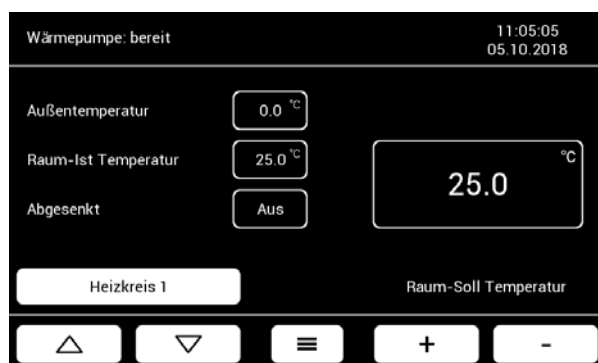 Wärmepumpe: bereit
11:05:05
05.10.2018
Außentemperatur
0.0 °C
Raum-Ist Temperatur
25.0 °C
Abgesenkt
Aus
°C
25.0
Heizkreis 1
Raum-Soll Temperatur
+
-